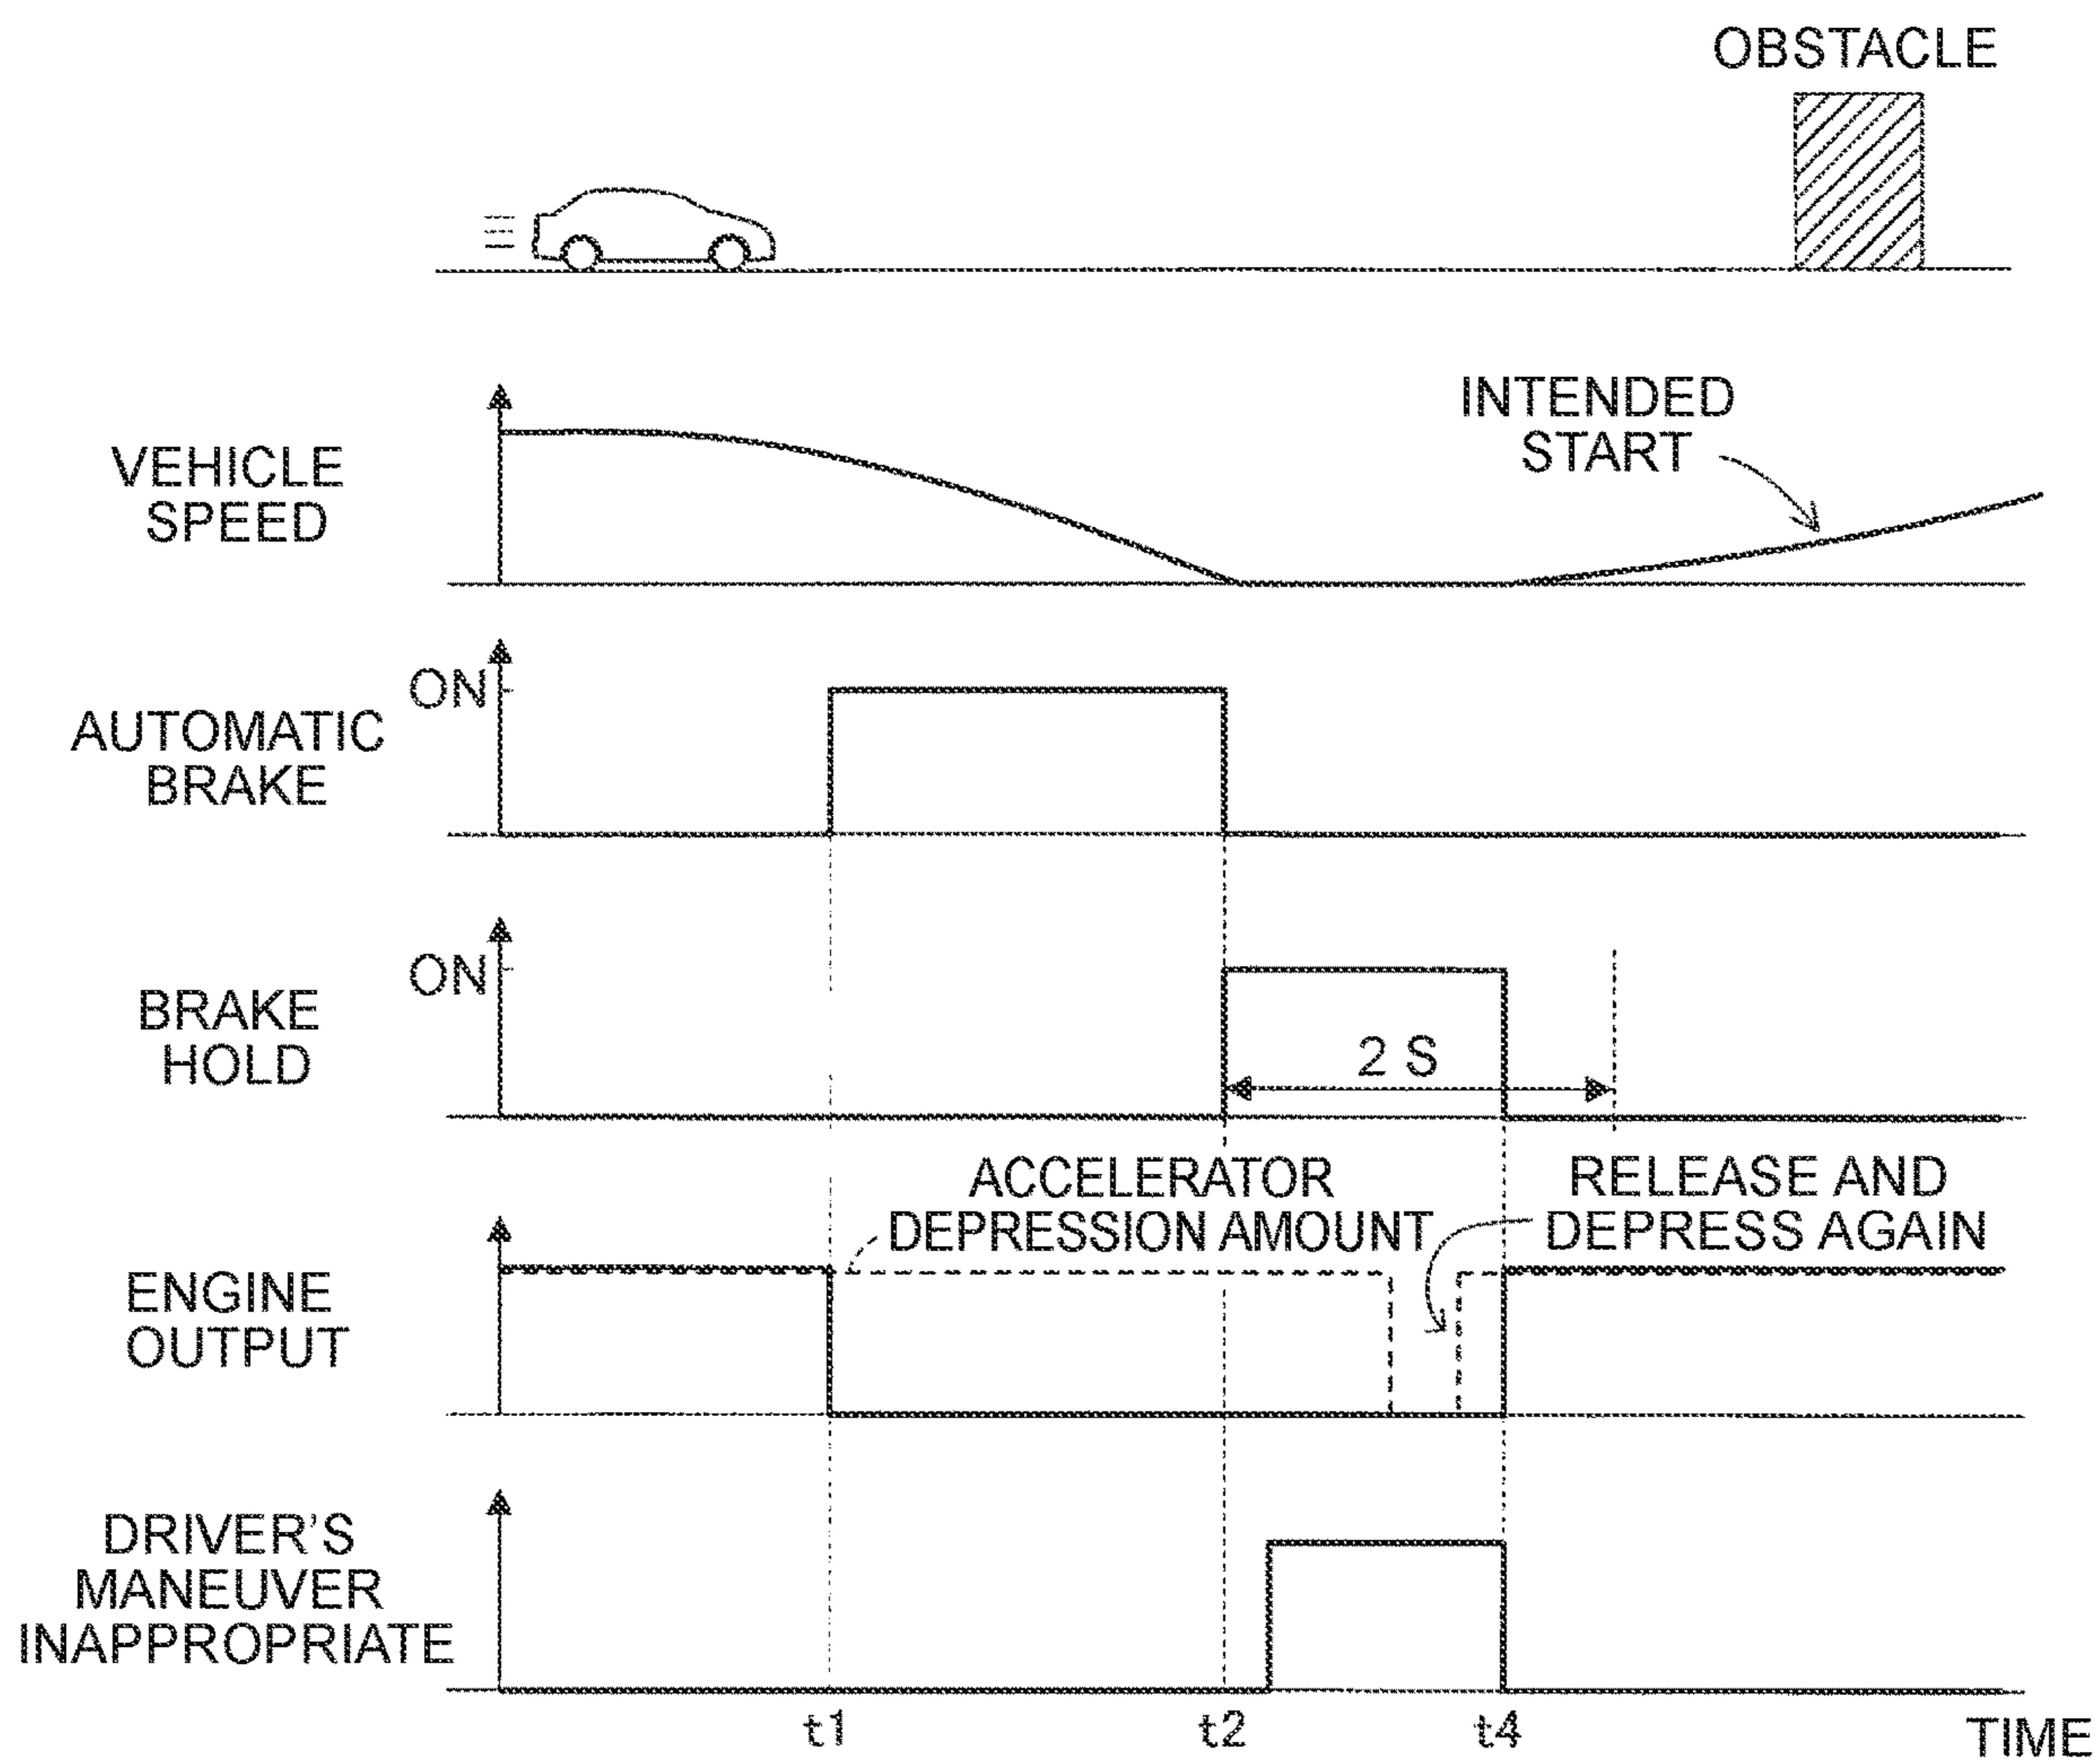 OBSTACLE
INTENDED
START
VEHICLE
SPEED
ON
AUTOMATIC
BRAKE
ON
BRAKE
HOLD
2 S
ACCELERATOR
DEPRESSION AMOUNT
RELEASE AND
DEPRESS AGAIN
ENGINE
OUTPUT
DRIVER'S
MANEUVER
INAPPROPRIATE
t1
t2
t4
TIME